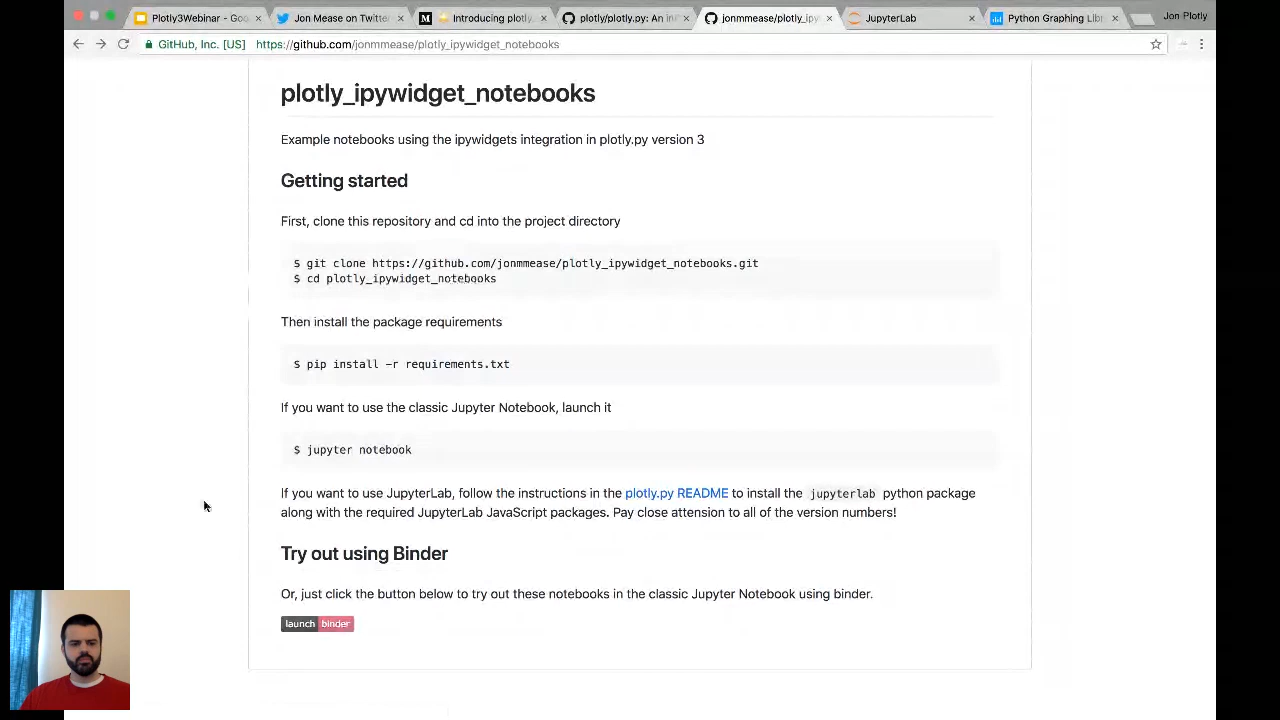 Plotly3Webinar - Goo
Jon Mease on Twitter
Introducing plotly.
plotly/plotly.py: An in
jonmmease/plotly_ipy
JupyterLab
Python Graphing Lib
Jon-Plotly
GitHub, Inc. [US] https://github.com/jonmmease/plotly_ipywidget_notebooks
plotly_ipywidget_notebooks
Example notebooks using the ipywidgets integration in plotly.py version 3
Getting started
First, clone this repository and cd into the project directory
$ git clone https://github.com/jonmmease/plotly_ipywidget_notebooks.git
$ cd plotly_ipywidget_notebooks
Then install the package requirements
$ pip install -r requirements.txt
If you want to use the classic Jupyter Notebook, launch it
$ jupyter notebook
If you want to use JupyterLab, follow the instructions in the plotly.py README to install the jupyterlab python package
along with the required JupyterLab JavaScript packages. Pay close attension to all of the version numbers!
Try out using Binder
Or, just click the button below to try out these notebooks in the classic Jupyter Notebook using binder.
launch binder